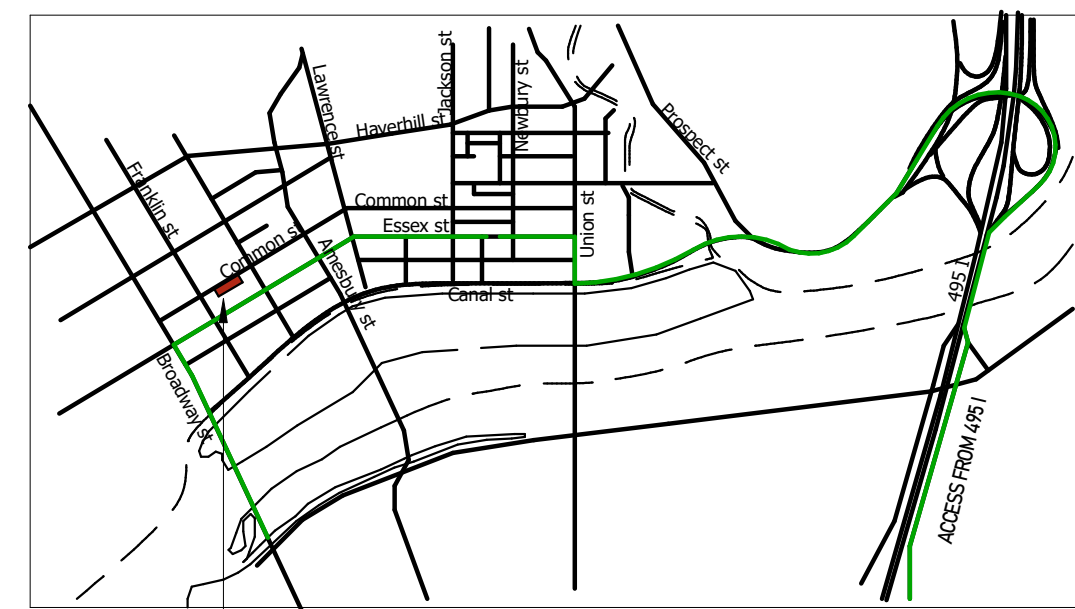 Jackson st
Newbury st
Lawrence st
Haverhill st
Prospect st
Franklin st
Common st
Essex st
Union st
Common st
Amesbury st
Canal st
495 I
Broadway st
ACCESS FROM 495 I